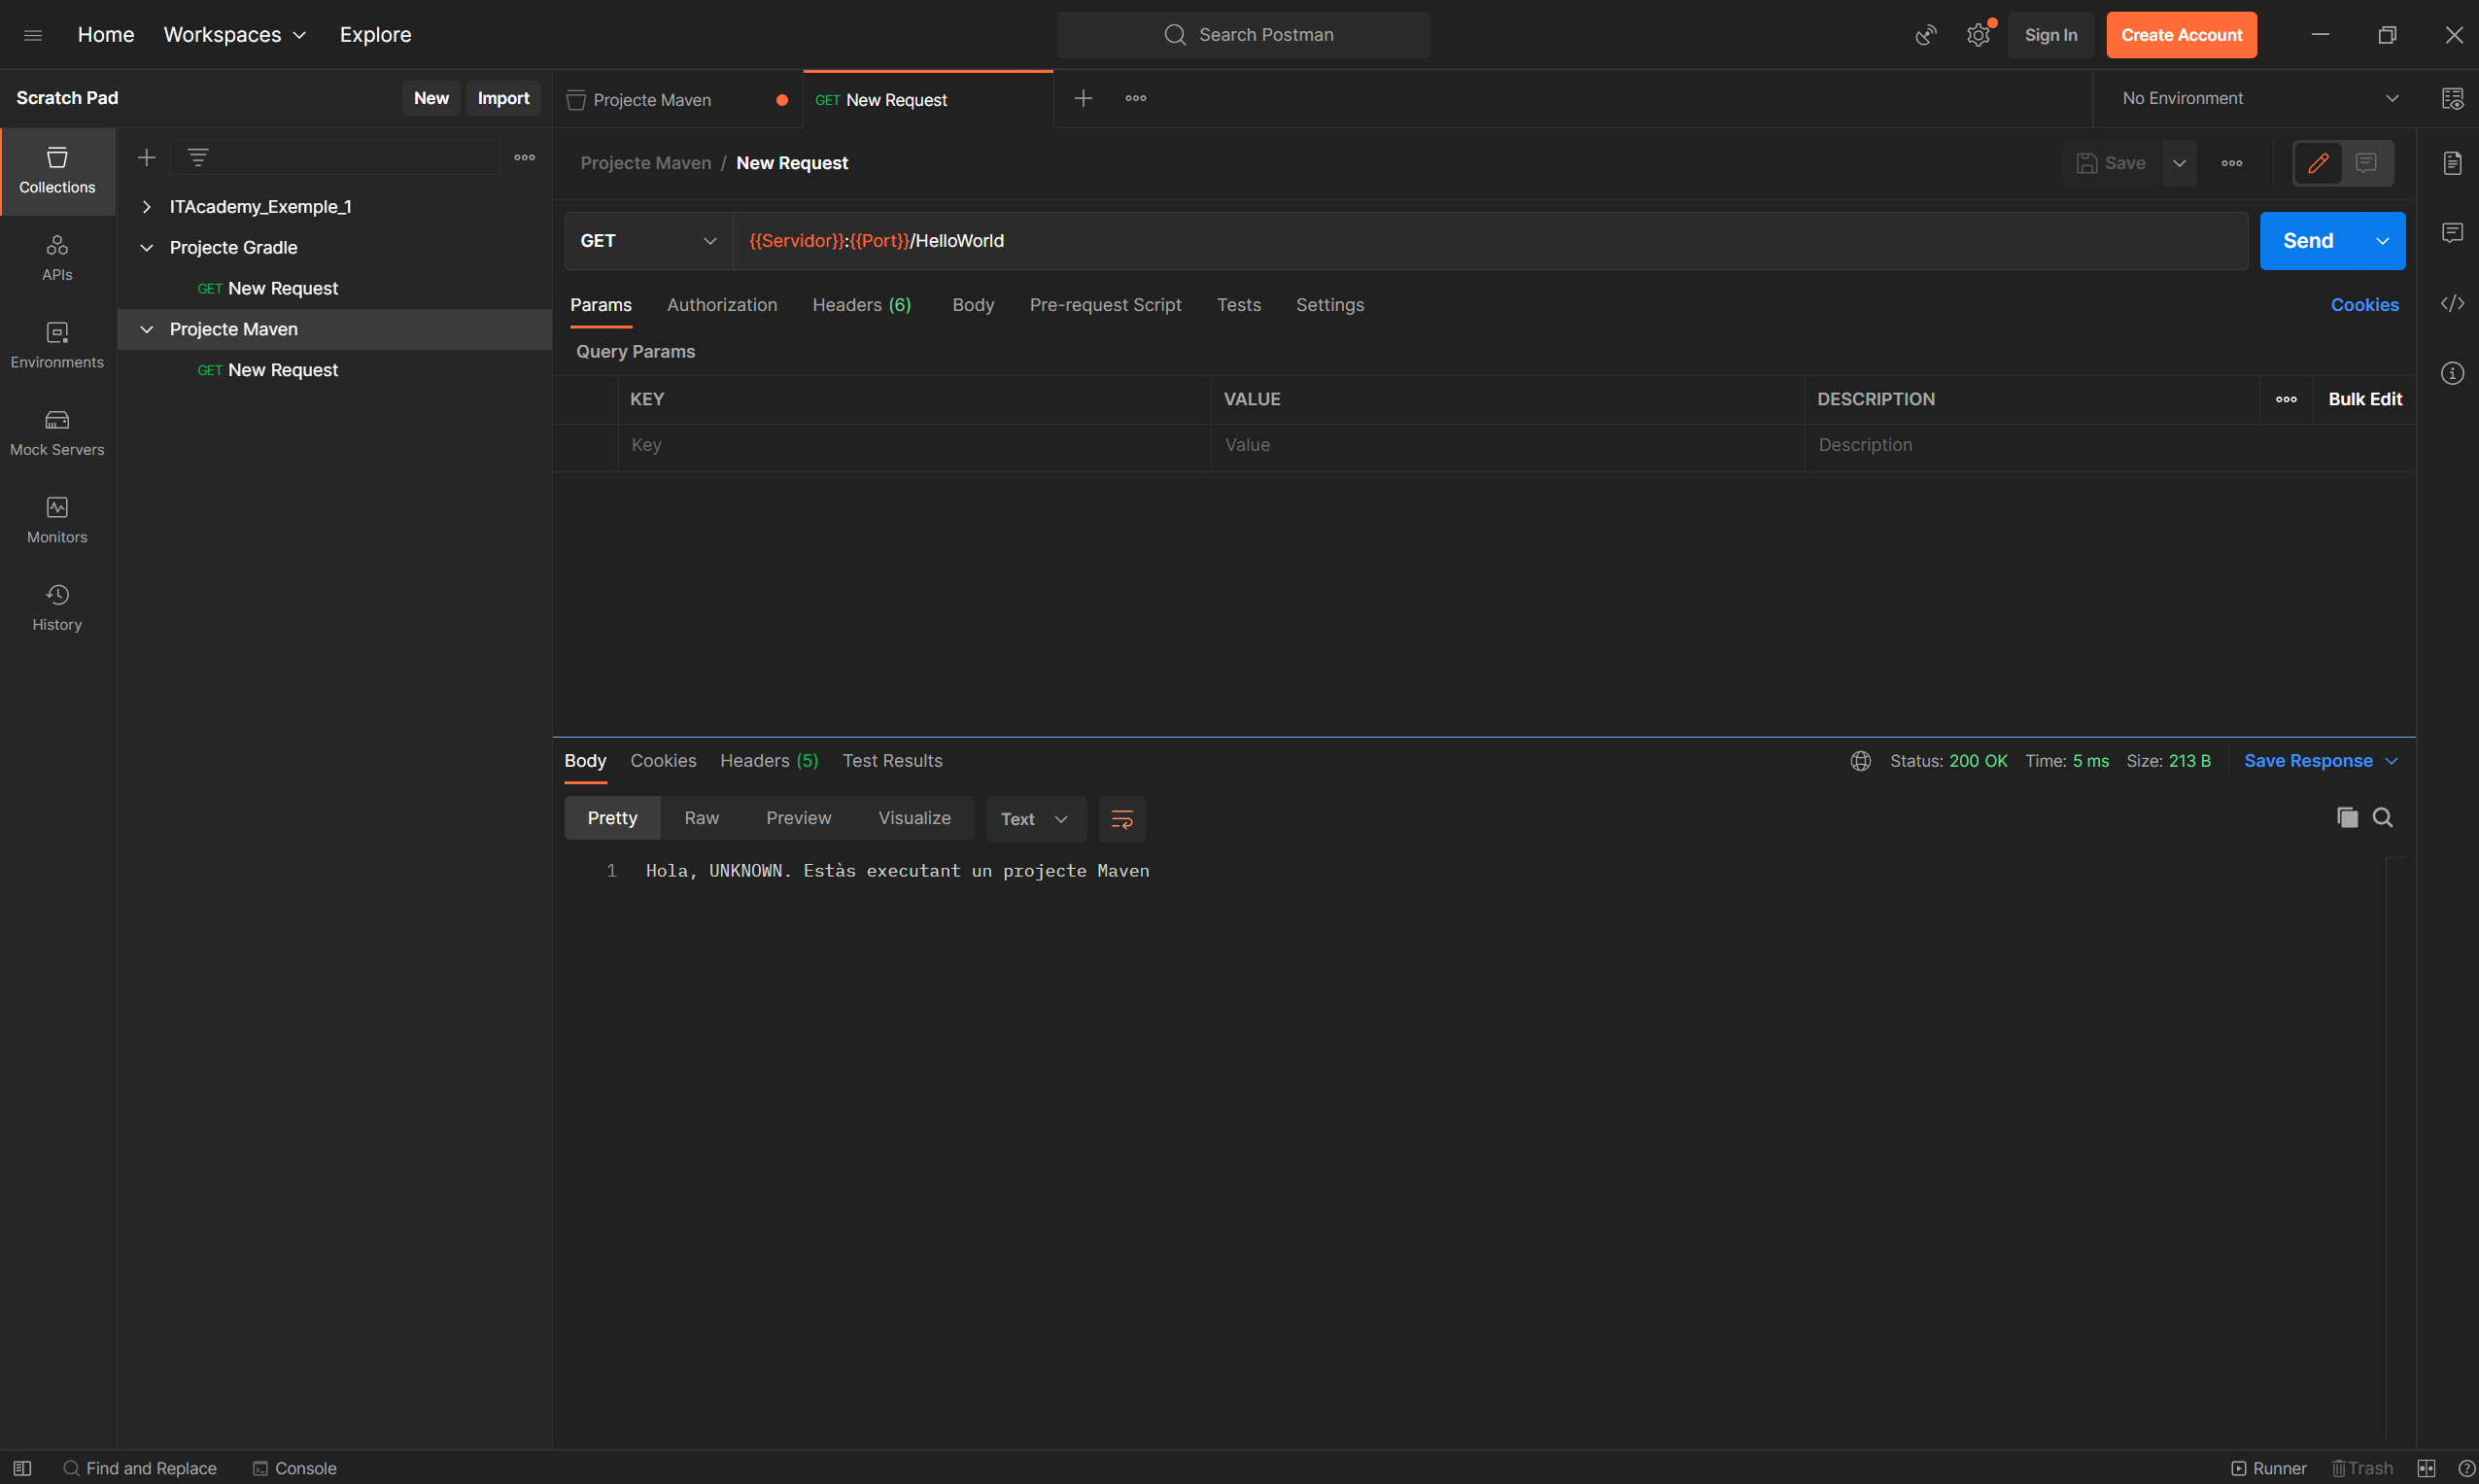 Home Workspaces Explore Search Postman Sign In Create Account
Scratch Pad New Import Projecte Maven GET New Request No Environment
Projecte Maven / New Request Save
Collections
ITAcademy_Exemple_1
GET {{Servidor}}:{{Port}}/HelloWorld Send
Projecte Gradle
APIs
GET New Request
Params Authorization Headers (6) Body Pre-request Script Tests Settings Cookies
Projecte Maven
Query Params
Environments
GET New Request
KEY VALUE DESCRIPTION Bulk Edit
Key Value Description
Mock Servers
Monitors
History
Body Cookies Headers (5) Test Results Status: 200 OK Time: 5 ms Size: 213 B Save Response
Pretty Raw Preview Visualize Text
1 Hola, UNKNOWN. Estàs executant un projecte Maven
Find and Replace Console Runner Trash